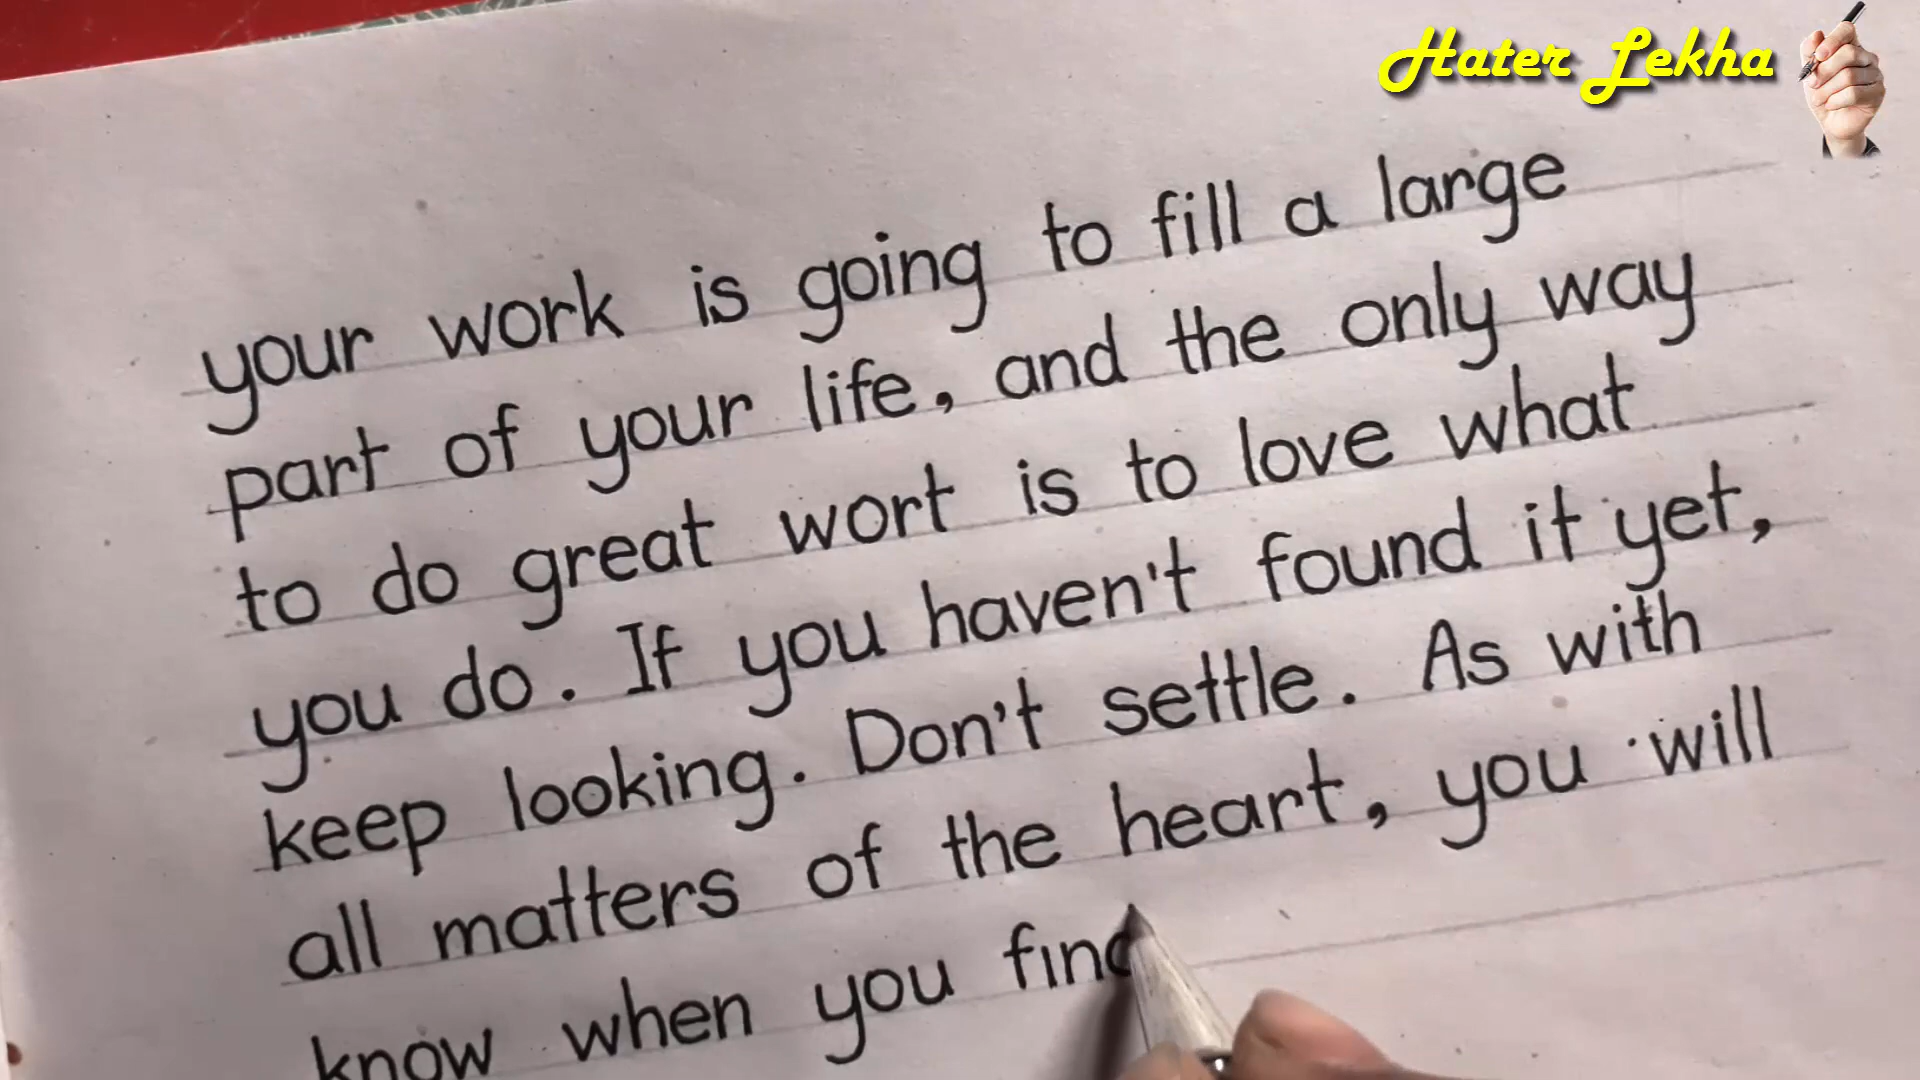 Hater Lekha
your work is going to fill a large
part of your life, and the only way
to do great wort is to love what
you do. If you haven't found it yet,
keep looking. Don't settle. As with
all matters of the heart, you will
know when you find